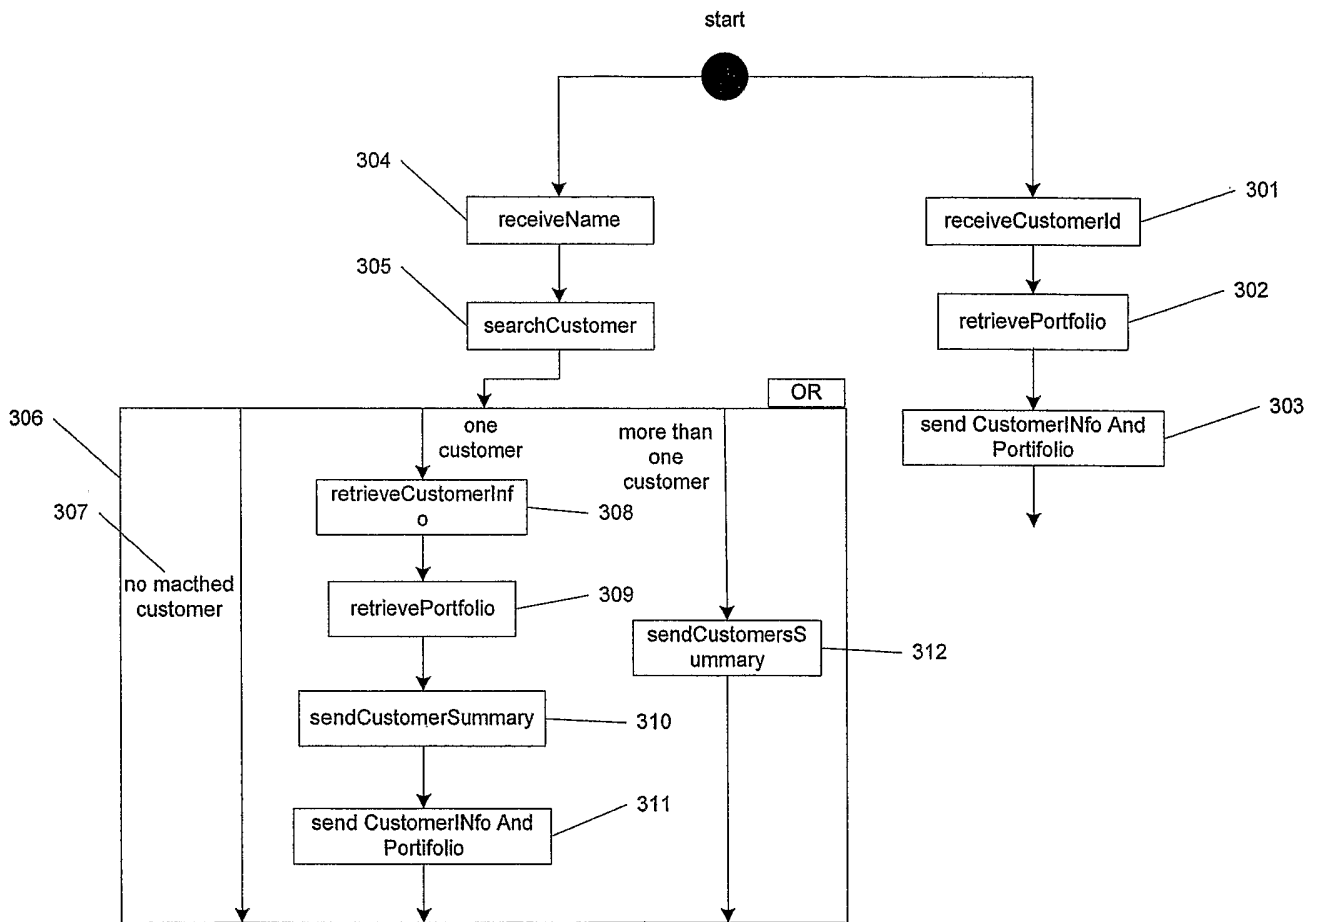 start
304
receiveName
301
receiveCustomerId
305
searchCustomer
302
retrievePortfolio
OR
303
send CustomerINfo And
Portifolio
306
307
no macthed
customer
one
customer
more than
one
customer
retrieveCustomerInf
o
308
retrievePortfolio
309
sendCustomersS
ummary
312
sendCustomerSummary
310
send CustomerINfo And
Portifolio
311